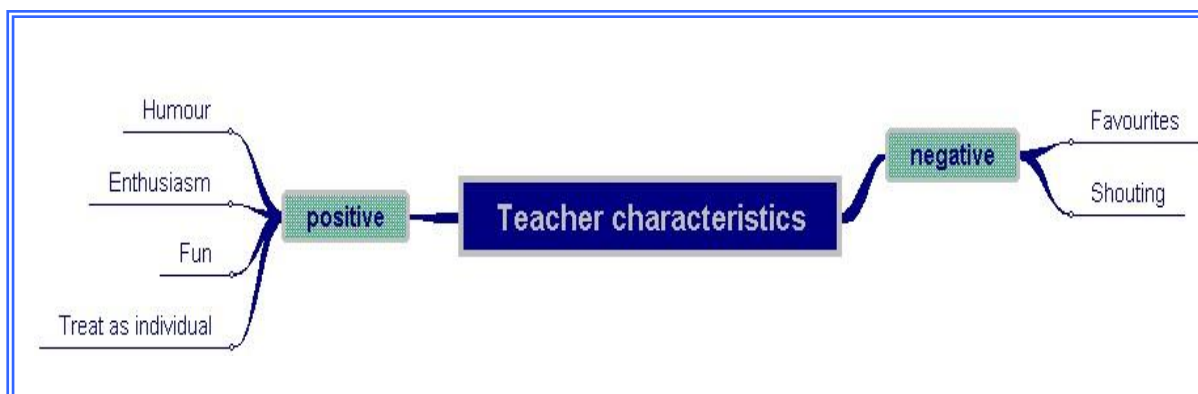 Humour
Enthusiasm
Fun
Treat as individual
positive
Teacher characteristics
negative
Favourites
Shouting